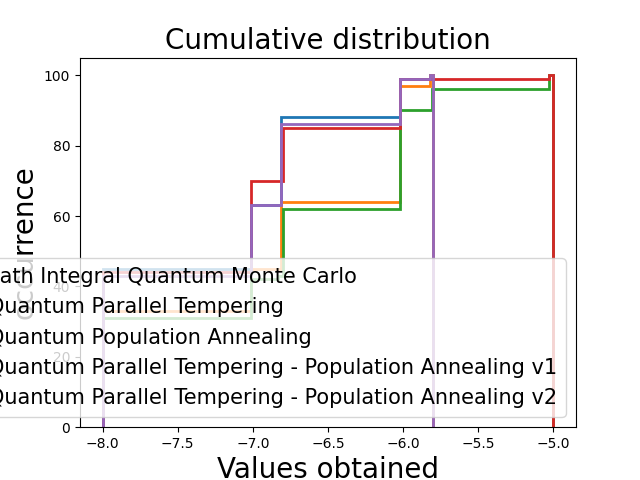 Cumulative distribution
100
80
60
40
20
0
occurrence
ath Integral Quantum Monte Carlo
Quantum Parallel Tempering
Quantum Population Annealing
Quantum Parallel Tempering - Population Annealing v1
Quantum Parallel Tempering - Population Annealing v2
−8.0 −7.5 −7.0 −6.5 −6.0 −5.5 −5.0
Values obtained